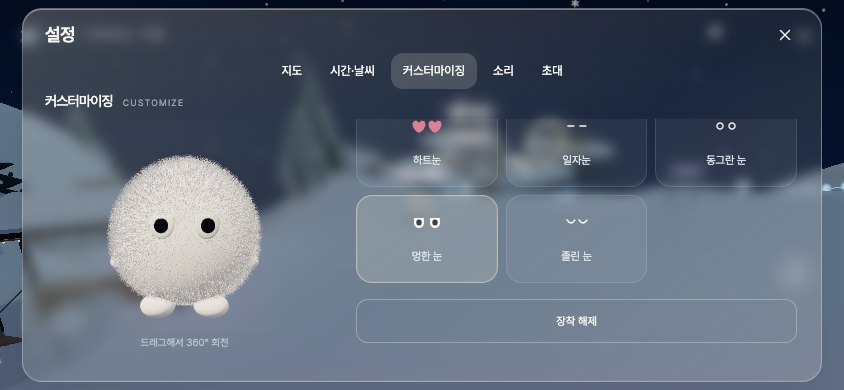 설정
지도 시간·날씨 커스터마이징 소리 초대
커스터마이징 CUSTOMIZE
하트눈 일자눈 동그란 눈
멍한 눈 졸린 눈
장착 해제
드래그해서 360° 회전